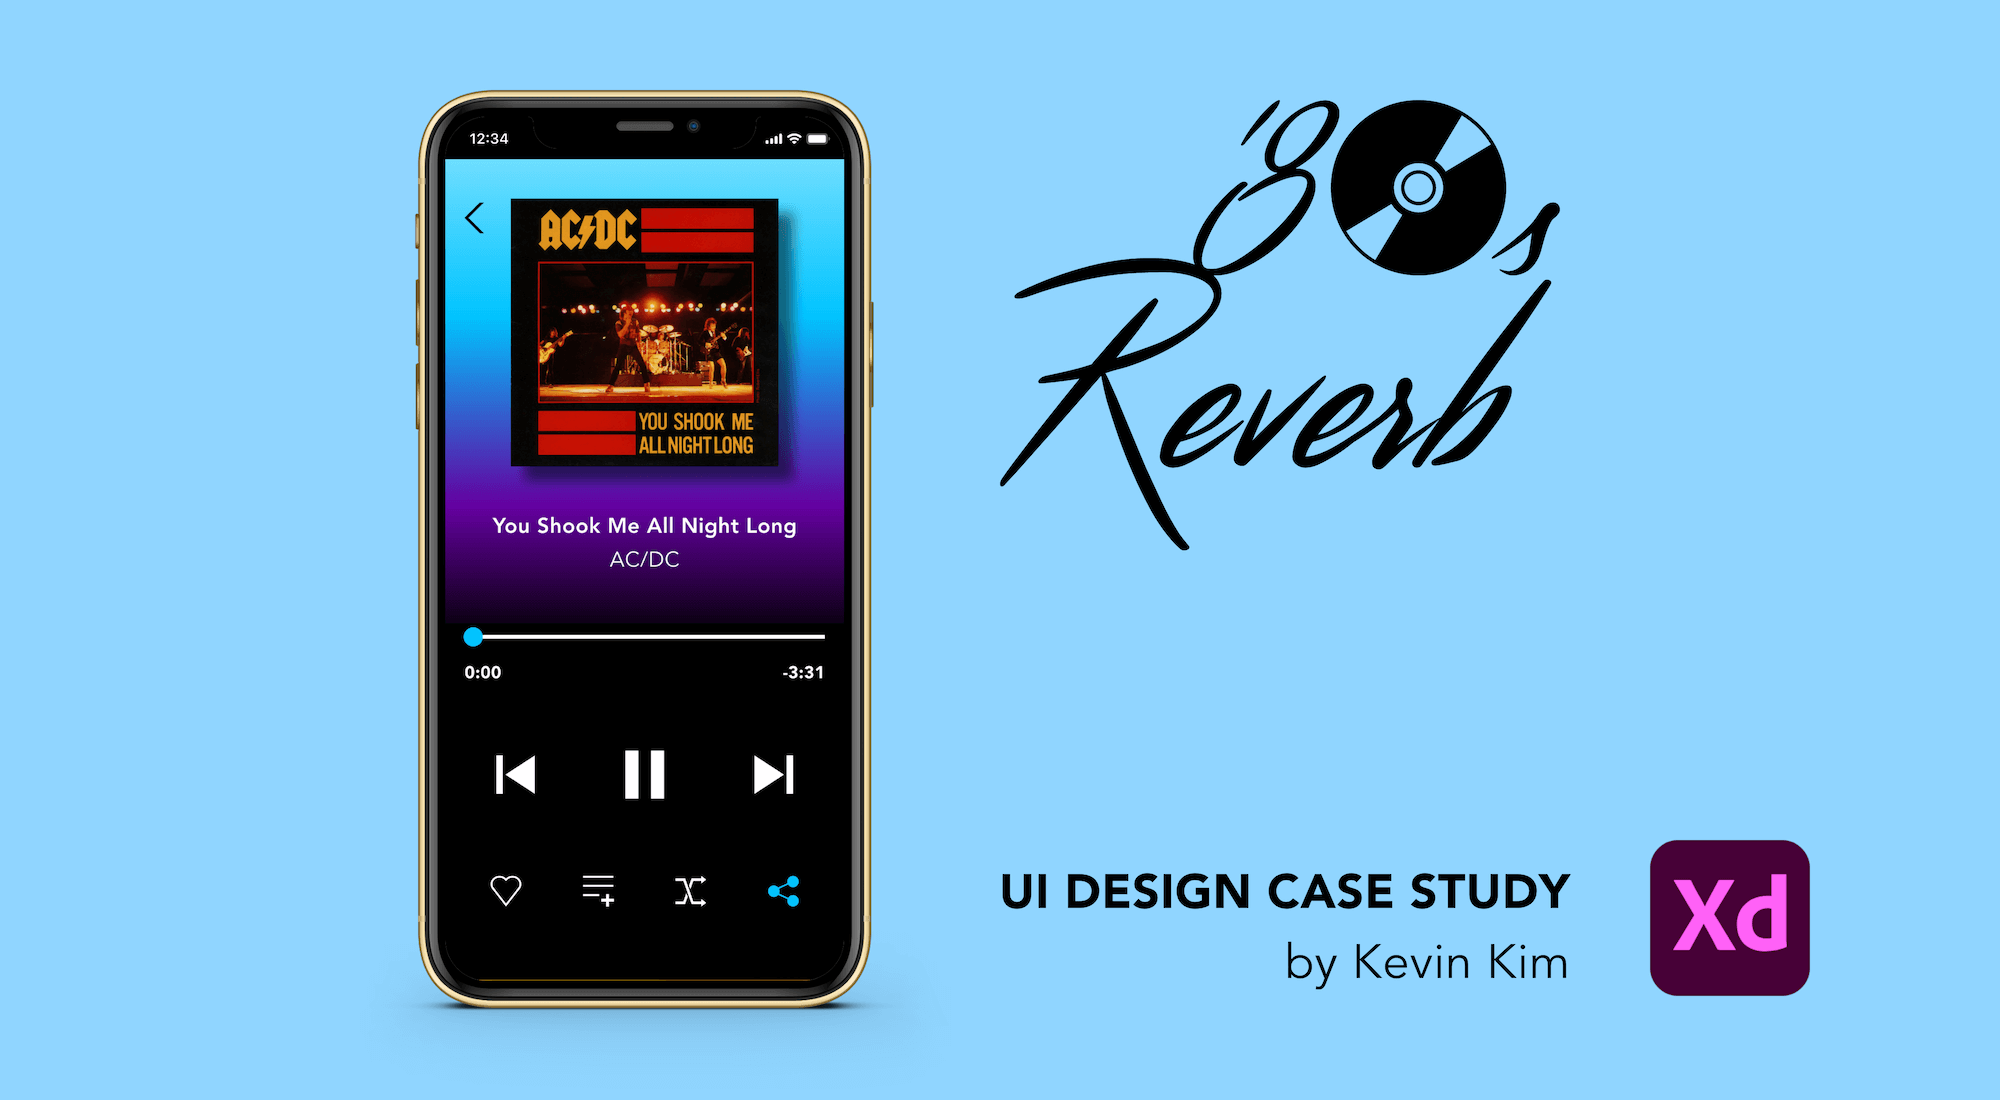 12:34
AC/DC
YOU SHOOK ME
ALL NIGHT LONG
You Shook Me All Night Long
AC/DC
0:00
-3:31
'80s
Reverb
UI DESIGN CASE STUDY
by Kevin Kim
Xd